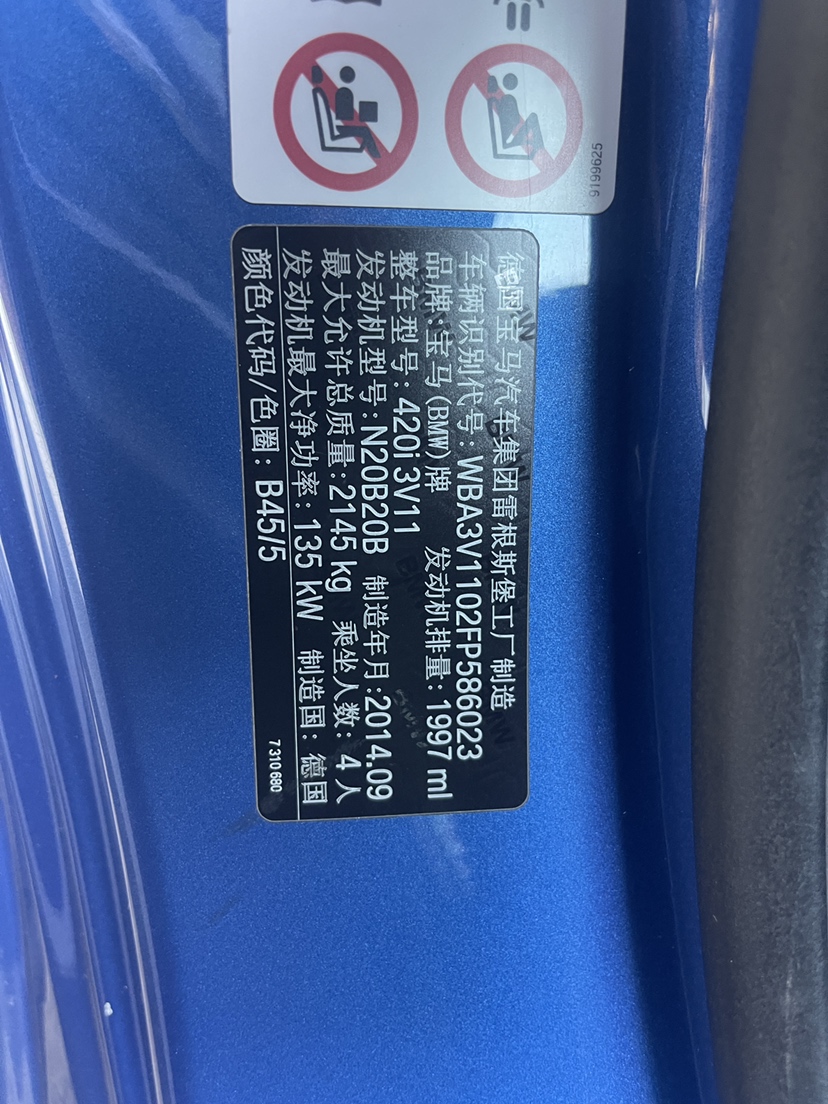 9199625
德国宝马汽车集团雷根斯堡工厂制造
车辆识别代号: WBA3V1102FP586023
品牌: 宝马(BMW)牌 发动机排量: 1997 ml
整车型号: 420i 3V11
发动机型号: N20B20B 制造年月: 2014.09
最大允许总质量: 2145 kg 乘坐人数: 4 人
发动机最大净功率: 135 kW 制造国: 德国
颜色代码/色圈: B45/5
7 310 680